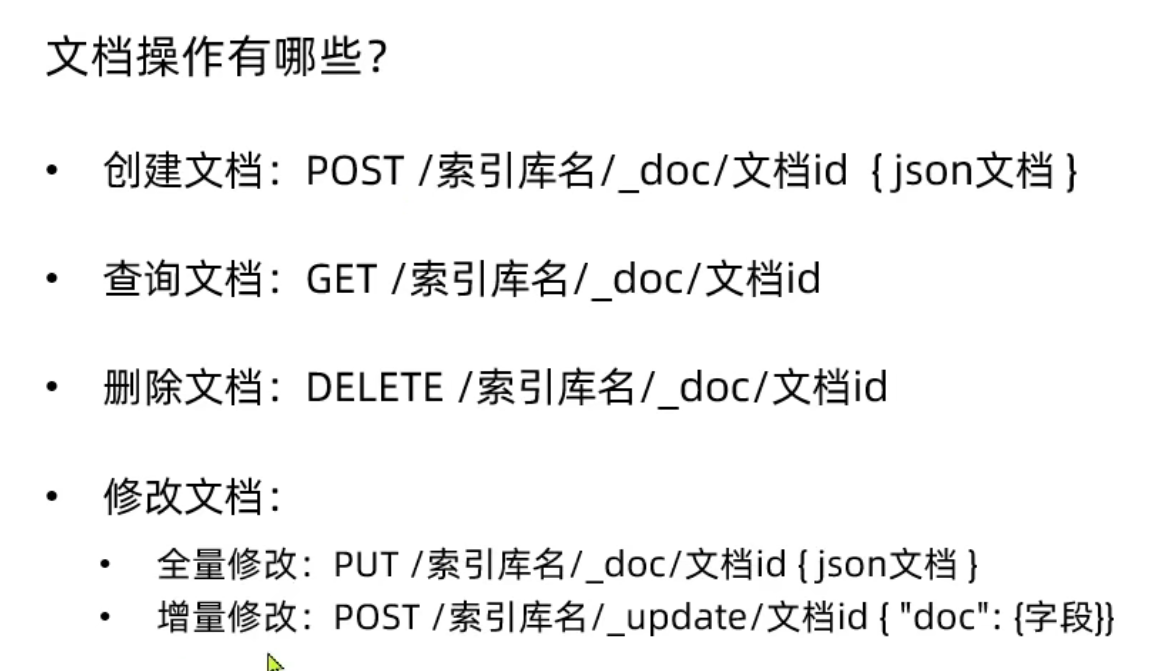 文档操作有哪些？
• 创建文档：POST /索引库名/_doc/文档id { json文档 }
• 查询文档：GET /索引库名/_doc/文档id
• 删除文档：DELETE /索引库名/_doc/文档id
• 修改文档：
• 全量修改：PUT /索引库名/_doc/文档id { json文档 }
• 增量修改：POST /索引库名/_update/文档id { "doc": {字段}}